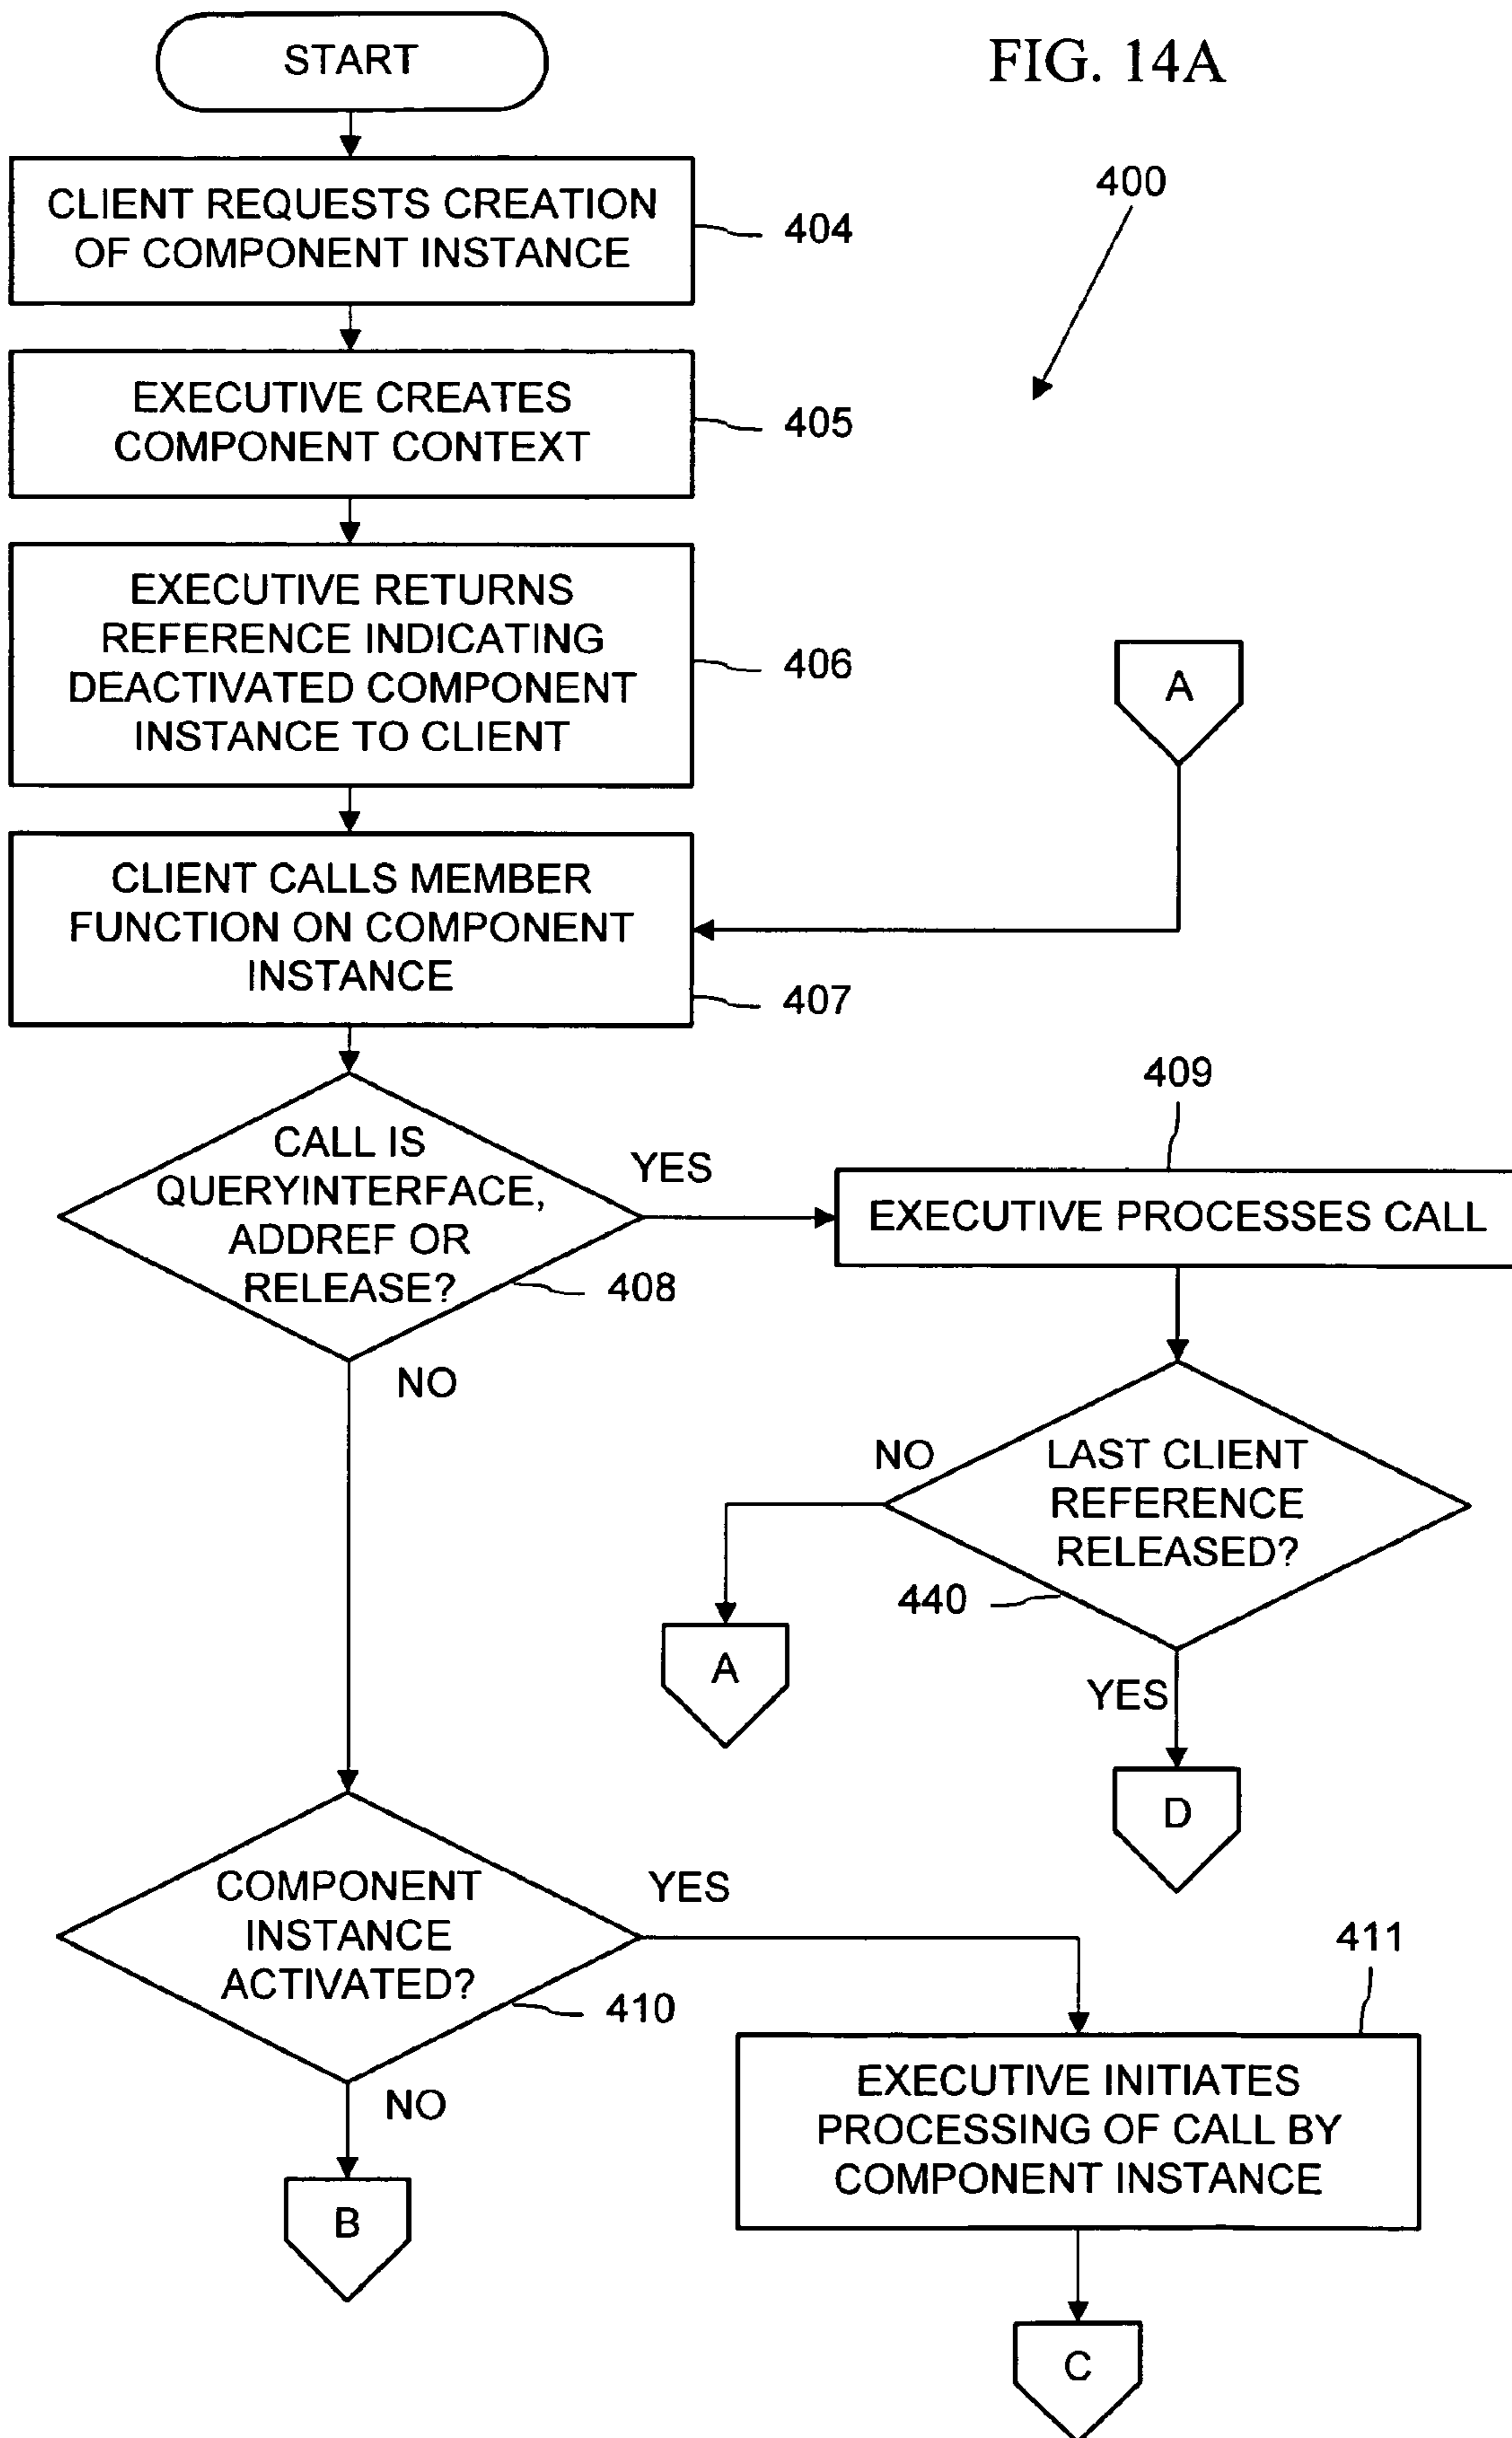 START
FIG. 14A
400
CLIENT REQUESTS CREATION
OF COMPONENT INSTANCE
404
EXECUTIVE CREATES
COMPONENT CONTEXT
405
EXECUTIVE RETURNS
REFERENCE INDICATING
DEACTIVATED COMPONENT
INSTANCE TO CLIENT
406
A
CLIENT CALLS MEMBER
FUNCTION ON COMPONENT
INSTANCE
407
CALL IS
QUERYINTERFACE,
ADDREF OR
RELEASE?
408
YES
NO
409
EXECUTIVE PROCESSES CALL
LAST CLIENT
REFERENCE
RELEASED?
440
NO
A
YES
D
COMPONENT
INSTANCE
ACTIVATED?
410
YES
NO
B
411
EXECUTIVE INITIATES
PROCESSING OF CALL BY
COMPONENT INSTANCE
C